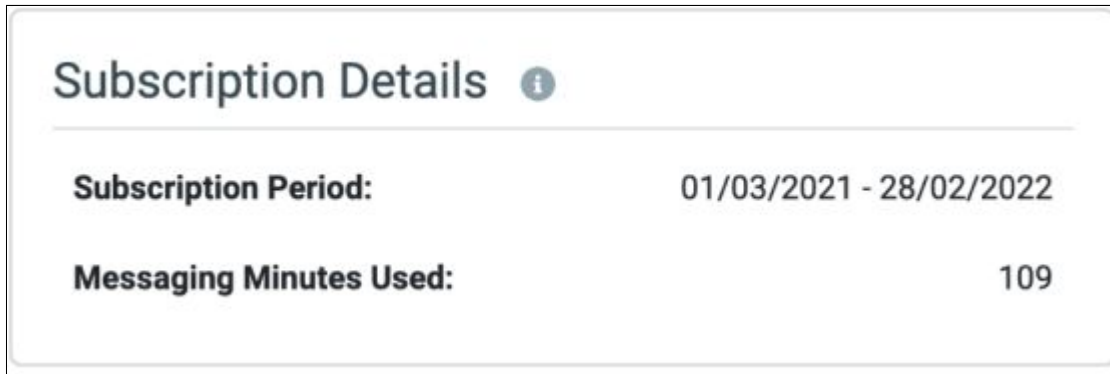 Subscription Details
Subscription Period: 01/03/2021 - 28/02/2022
Messaging Minutes Used: 109